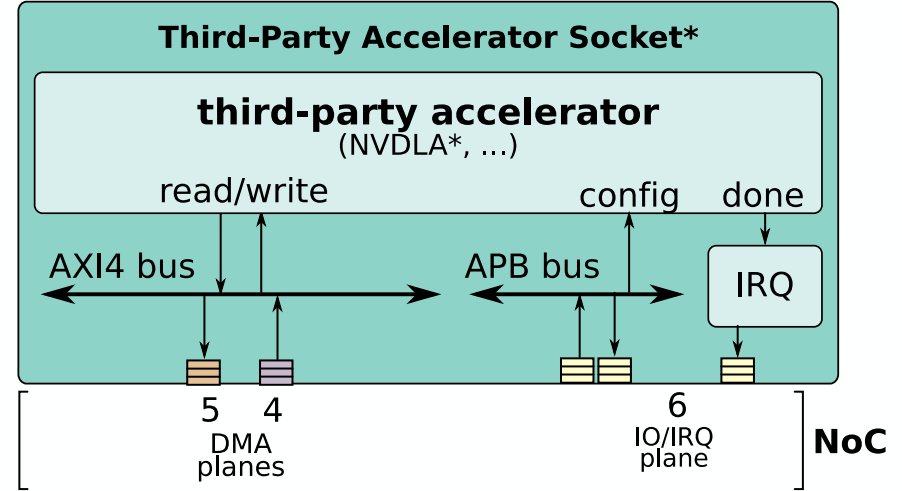 Third-Party Accelerator Socket*
third-party accelerator
(NVDLA*, ...)
read/write
config
done
AXI4 bus
APB bus
IRQ
5
4
6
DMA
planes
IO/IRQ
plane
NoC